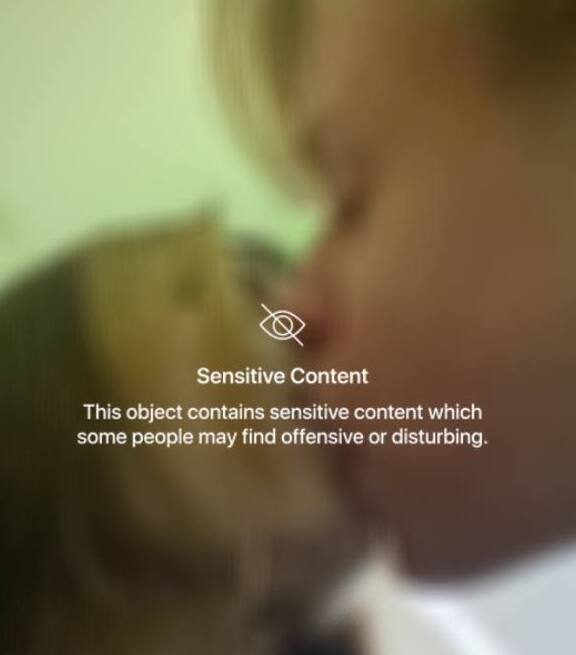 Sensitive Content
This object contains sensitive content which
some people may find offensive or disturbing.